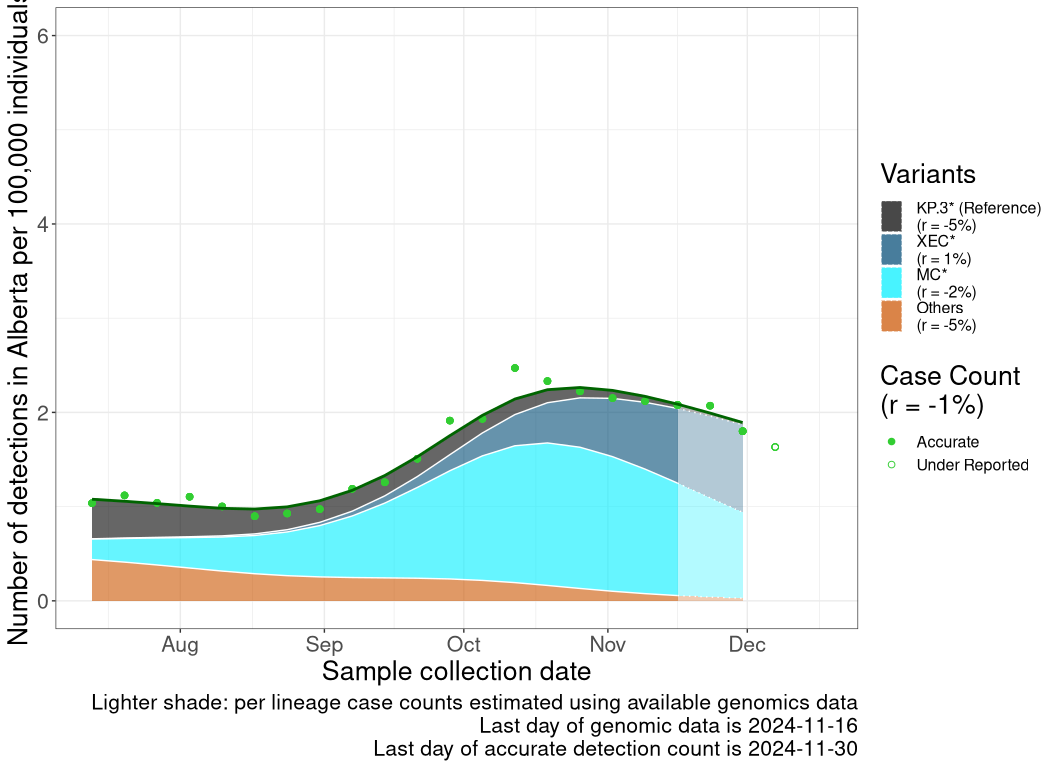 Number of detections in Alberta per 100,000 individuals
6
4
2
0
Aug
Sep
Oct
Nov
Dec
Sample collection date
Lighter shade: per lineage case counts estimated using available genomics data
Last day of genomic data is 2024-11-16
Last day of accurate detection count is 2024-11-30
Variants
KP.3* (Reference)
(r = -5%)
XEC*
(r = 1%)
MC*
(r = -2%)
Others
(r = -5%)
Case Count
(r = -1%)
Accurate
Under Reported